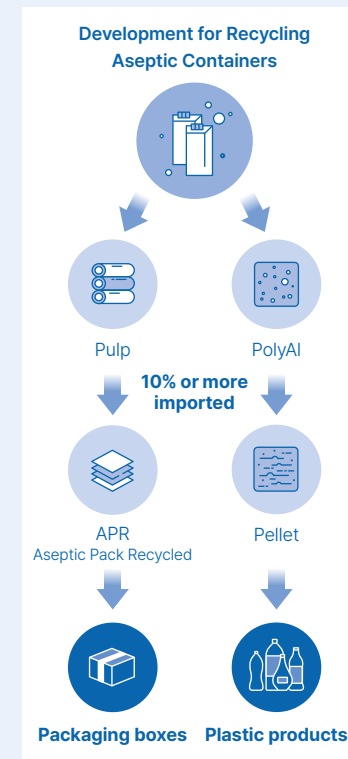 Development for Recycling
Aseptic Containers
Pulp
PolyAl
10% or more
imported
APR
Aseptic Pack Recycled
Pellet
Packaging boxes
Plastic products